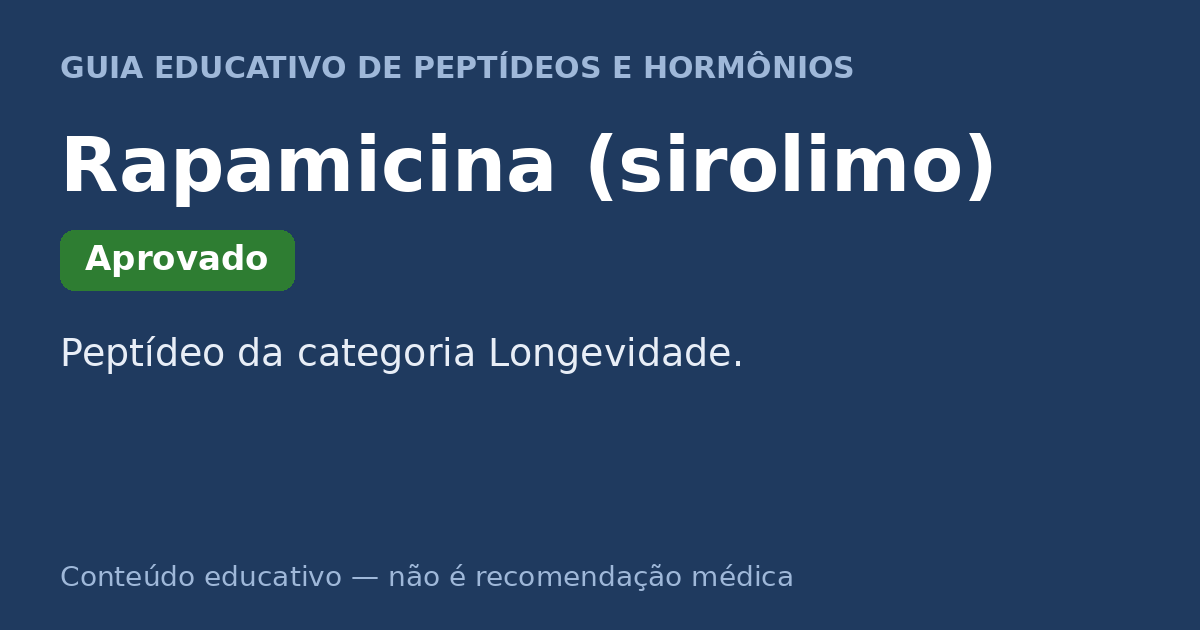 GUIA EDUCATIVO DE PEPTÍDEOS E HORMÔNIOS
Rapamicina (sirolimo)
Aprovado
Peptídeo da categoria Longevidade.
Conteúdo educativo — não é recomendação médica